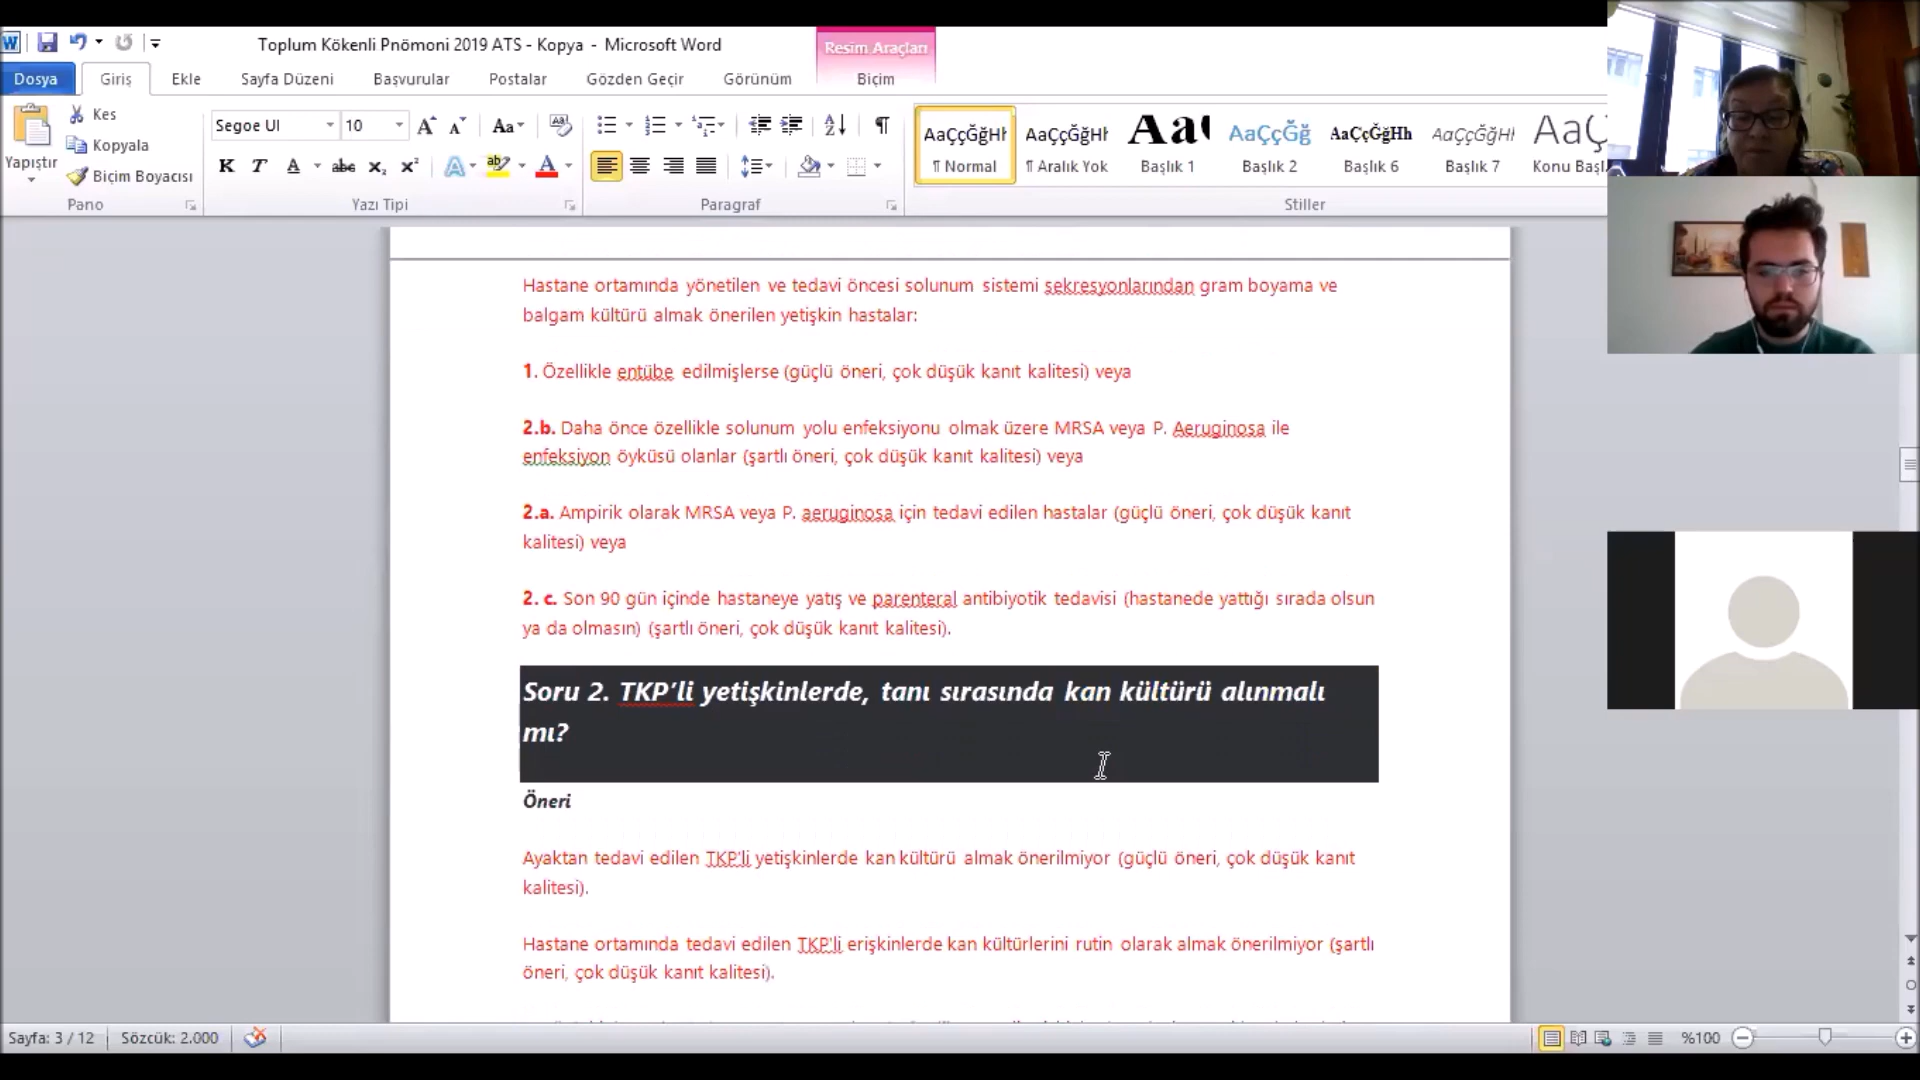 Toplum Kökenli Pnömoni 2019 ATS - Kopya - Microsoft Word
Resim Araçları
Dosya
Giriş
Ekle
Sayfa Düzeni
Başvurular
Postalar
Gözden Geçir
Görünüm
Biçim
Yapıştır
Kes
Kopyala
Biçim Boyacısı
Pano
Segoe UI
10
Yazı Tipi
Paragraf
AaÇçĞğHł
¶ Normal
AaÇçĞğHł
¶ Aralık Yok
Başlık 1
AaÇçĞğ
Başlık 2
AaÇçĞğHh
Başlık 6
AaÇçĞğHł
Başlık 7
AaÇ
Konu Başl
Stiller
Hastane ortamında yönetilen ve tedavi öncesi solunum sistemi sekresyonlarından gram boyama ve
balgam kültürü almak önerilen yetişkin hastalar:
1. Özellikle entübe edilmişlerse (güçlü öneri, çok düşük kanıt kalitesi) veya
2.b. Daha önce özellikle solunum yolu enfeksiyonu olmak üzere MRSA veya P. Aeruginosa ile
enfeksiyon öyküsü olanlar (şartlı öneri, çok düşük kanıt kalitesi) veya
2.a. Ampirik olarak MRSA veya P. aeruginosa için tedavi edilen hastalar (güçlü öneri, çok düşük kanıt
kalitesi) veya
2. c. Son 90 gün içinde hastaneye yatış ve parenteral antibiyotik tedavisi (hastanede yattığı sırada olsun
ya da olmasın) (şartlı öneri, çok düşük kanıt kalitesi).
Soru 2. TKP'li yetişkinlerde, tanı sırasında kan kültürü alınmalı
mı?
Öneri
Ayaktan tedavi edilen TKP'li yetişkinlerde kan kültürü almak önerilmiyor (güçlü öneri, çok düşük kanıt
kalitesi).
Hastane ortamında tedavi edilen TKP'li erişkinlerde kan kültürlerini rutin olarak almak önerilmiyor (şartlı
öneri, çok düşük kanıt kalitesi).
Sayfa: 3 / 12
Sözcük: 2.000
%100